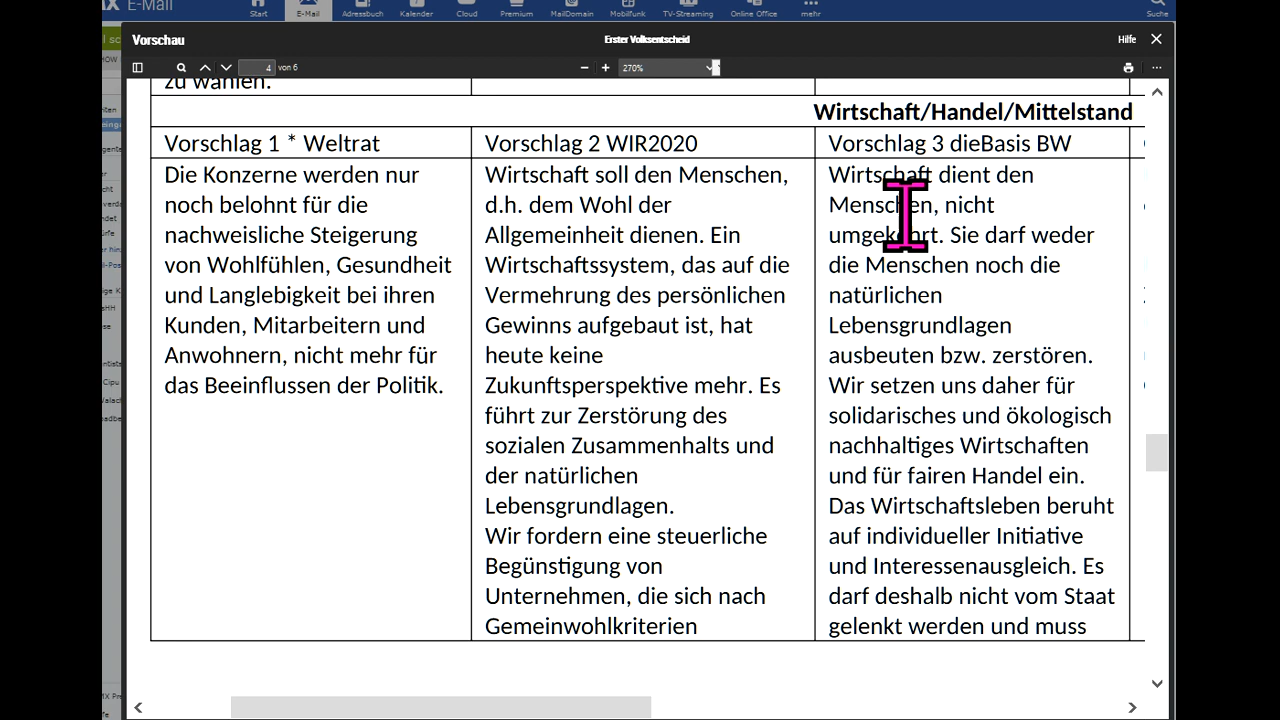 E-Mail
Start E-Mail Adressbuch Kalender Cloud Premium MailDomain Mobilfunk TV-Streaming Online Office mehr Suche
Vorschau Erster Volksentscheid Hilfe
4 von 6 270%
zu wählen.
Wirtschaft/Handel/Mittelstand
Vorschlag 1 * Weltrat
Die Konzerne werden nur
noch belohnt für die
nachweisliche Steigerung
von Wohlfühlen, Gesundheit
und Langlebigkeit bei ihren
Kunden, Mitarbeitern und
Anwohnern, nicht mehr für
das Beeinflussen der Politik.
Vorschlag 2 WIR2020
Wirtschaft soll den Menschen,
d.h. dem Wohl der
Allgemeinheit dienen. Ein
Wirtschaftssystem, das auf die
Vermehrung des persönlichen
Gewinns aufgebaut ist, hat
heute keine
Zukunftsperspektive mehr. Es
führt zur Zerstörung des
sozialen Zusammenhalts und
der natürlichen
Lebensgrundlagen.
Wir fordern eine steuerliche
Begünstigung von
Unternehmen, die sich nach
Gemeinwohlkriterien
Vorschlag 3 dieBasis BW
Wirtschaft dient den
Menschen, nicht
umgekehrt. Sie darf weder
die Menschen noch die
natürlichen
Lebensgrundlagen
ausbeuten bzw. zerstören.
Wir setzen uns daher für
solidarisches und ökologisch
nachhaltiges Wirtschaften
und für fairen Handel ein.
Das Wirtschaftsleben beruht
auf individueller Initiative
und Interessenausgleich. Es
darf deshalb nicht vom Staat
gelenkt werden und muss